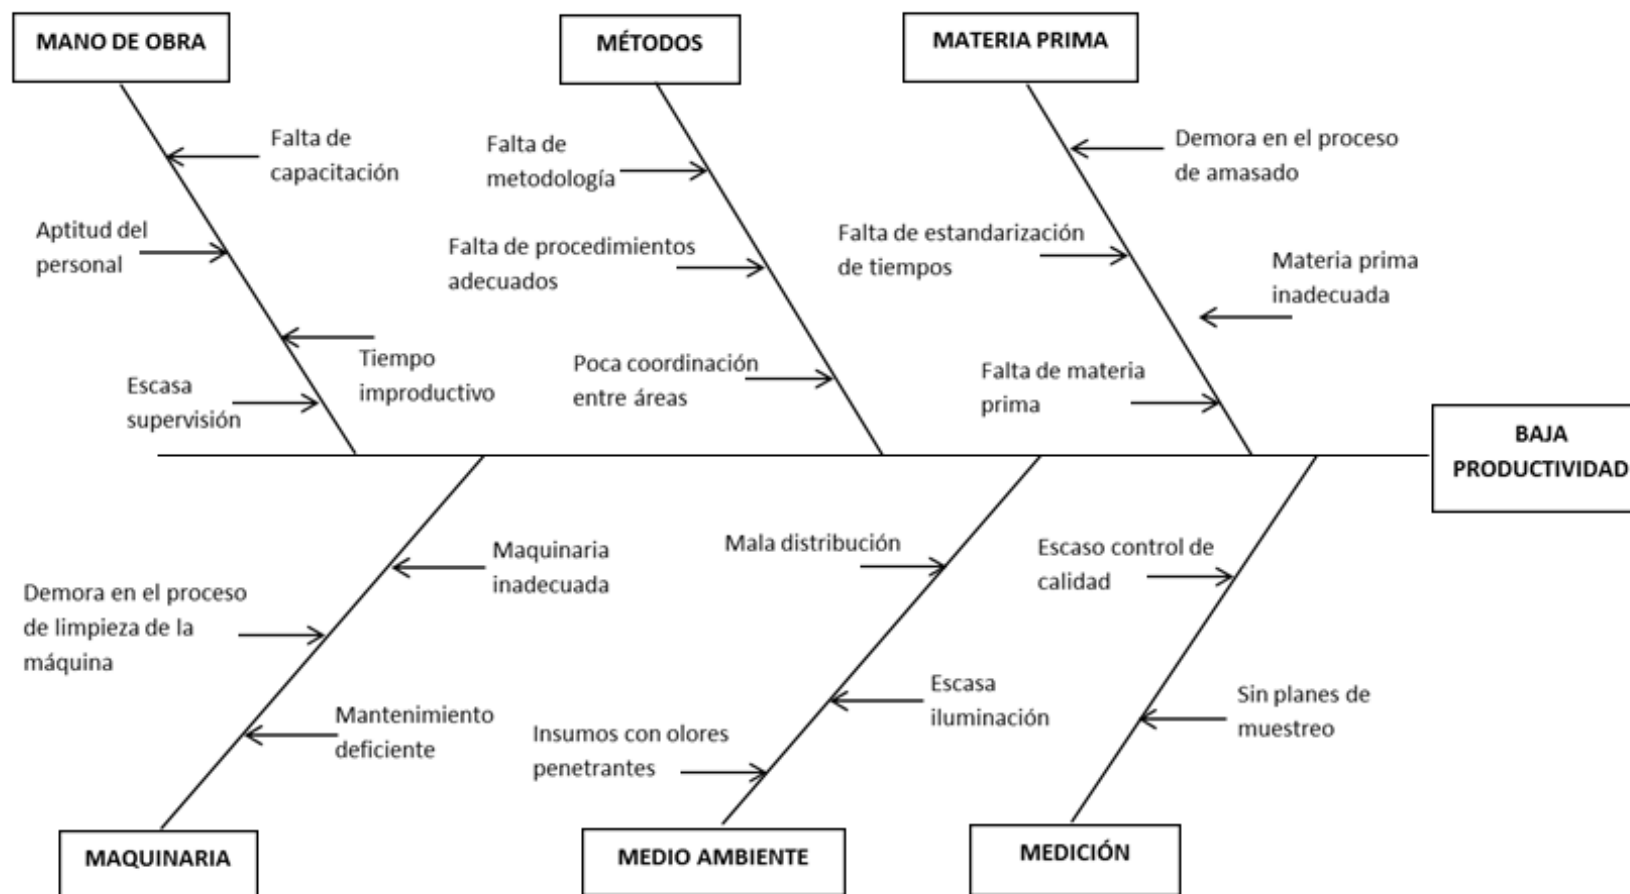 MANO DE OBRA
MÉTODOS
MATERIA PRIMA
Falta de
capacitación
Aptitud del
personal
Tiempo
improductivo
Escasa
supervisión
Falta de
metodología
Falta de procedimientos
adecuados
Poca coordinación
entre áreas
Demora en el proceso
de amasado
Falta de estandarización
de tiempos
Materia prima
inadecuada
Falta de materia
prima
BAJA
PRODUCTIVIDAD
Maquinaria
inadecuada
Demora en el proceso
de limpieza de la
máquina
Mantenimiento
deficiente
Mala distribución
Escasa
iluminación
Insumos con olores
penetrantes
Escaso control de
calidad
Sin planes de
muestreo
MAQUINARIA
MEDIO AMBIENTE
MEDICIÓN